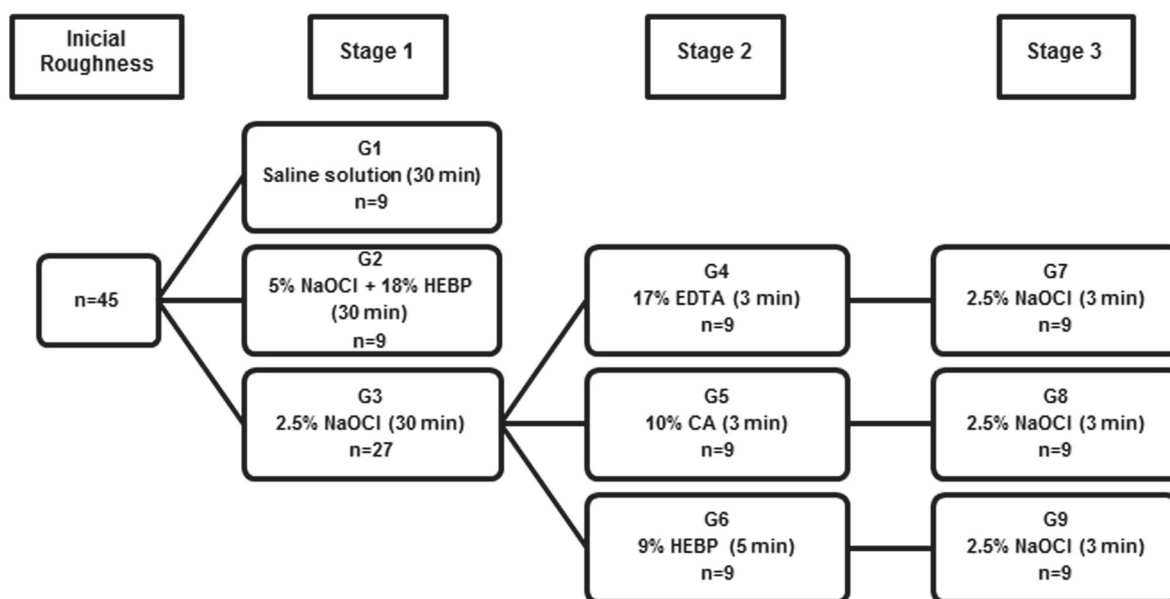 Inicial
Roughness
Stage 1
Stage 2
Stage 3
n=45
G1
Saline solution (30 min)
n=9
G2
5% NaOCl + 18% HEBP
(30 min)
n=9
G3
2.5% NaOCl (30 min)
n=27
G4
17% EDTA (3 min)
n=9
G5
10% CA (3 min)
n=9
G6
9% HEBP (5 min)
n=9
G7
2.5% NaOCl (3 min)
n=9
G8
2.5% NaOCl (3 min)
n=9
G9
2.5% NaOCl (3 min)
n=9